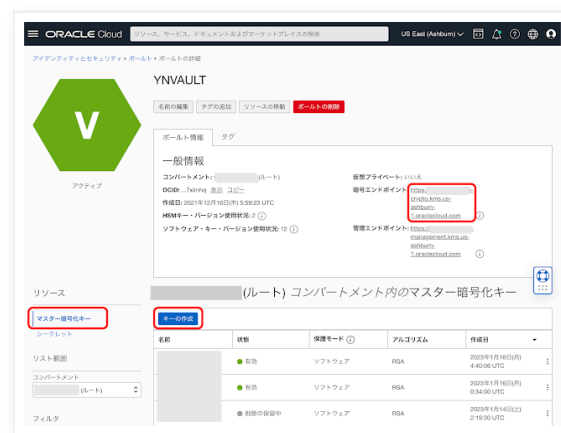 ORACLE Cloud
リソース、サービス、ドキュメントおよびマーケットプレイスの検索
US East (Ashburn)
アイデンティティとセキュリティ • ボールト • ボールトの詳細
V
アクティブ
YNVAULT
名前の編集 タグの追加 リソースの移動 ボールトの削除
ボールト情報 タグ
一般情報
コンパートメント: (ルート)
OCID: ...7ximhq 表示 コピー
作成日: 2021年12月16日(木) 5:59:23 UTC
HSMキー・バージョン使用状況: 2
ソフトウェア・キー・バージョン使用状況: 12
仮想プライベート: いいえ
暗号エンドポイント: https:
crypto.kms.us-
ashburn-
1.oraclecloud.com
管理エンドポイント: https://
management.kms.us-
ashburn-
1.oraclecloud.com
リソース
マスター暗号化キー
シークレット
リスト範囲
コンパートメント
(ルート)
フィルタ
(ルート) コンパートメント内のマスター暗号化キー
キーの作成
名前 状態 保護モード アルゴリズム 作成日
有効 ソフトウェア RSA 2023年1月16日(月)
4:40:06 UTC
有効 ソフトウェア RSA 2023年1月16日(月)
0:34:00 UTC
削除の保留中 ソフトウェア RSA 2023年1月14日(土)
2:19:30 UTC